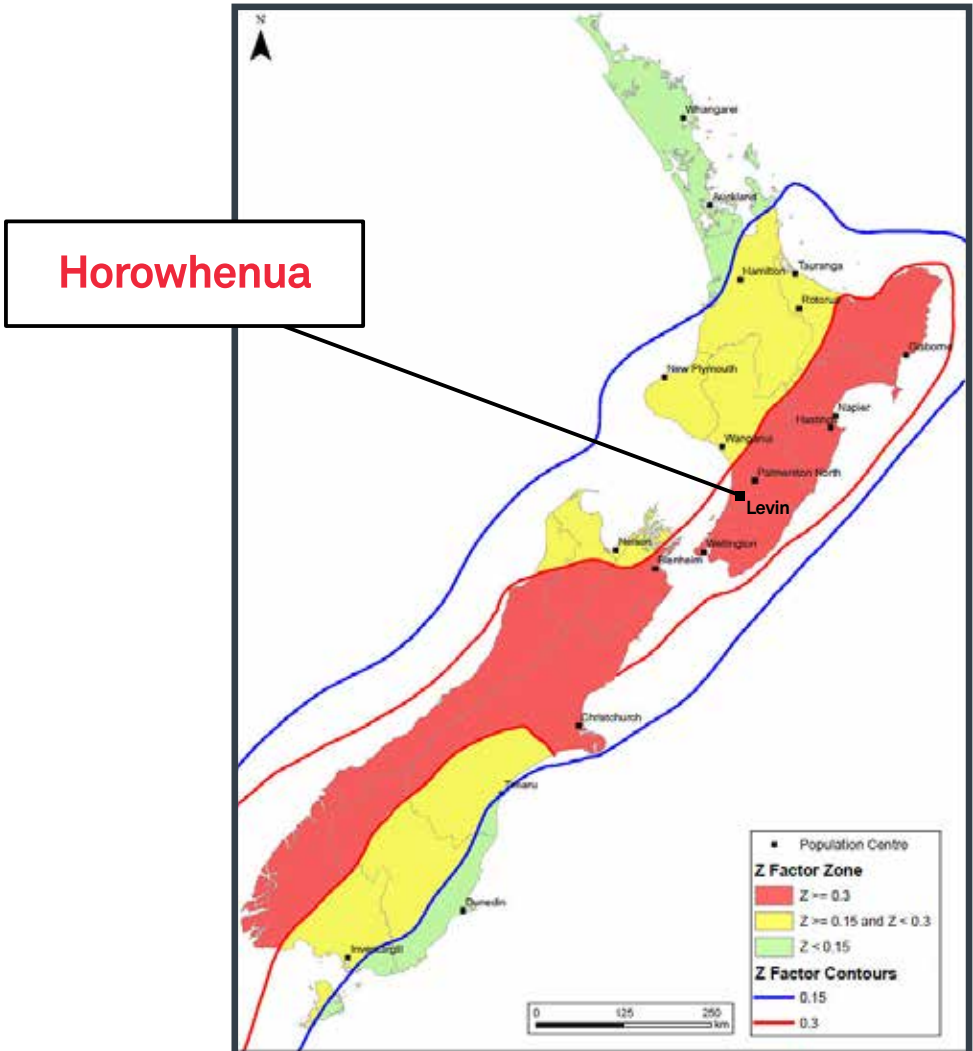 N
Whangarei
Auckland
Horowhenua
Hamilton
Tauranga
Rotorua
Gisborne
New Plymouth
Napier
Hastings
Wanganui
Palmerston North
Levin
Nelson
Wellington
Blenheim
Christchurch
Timaru
Dunedin
Invercargill
Population Centre
Z Factor Zone
Z >= 0.3
Z >= 0.15 and Z < 0.3
Z < 0.15
Z Factor Contours
0.15
0.3
0 125 250
km